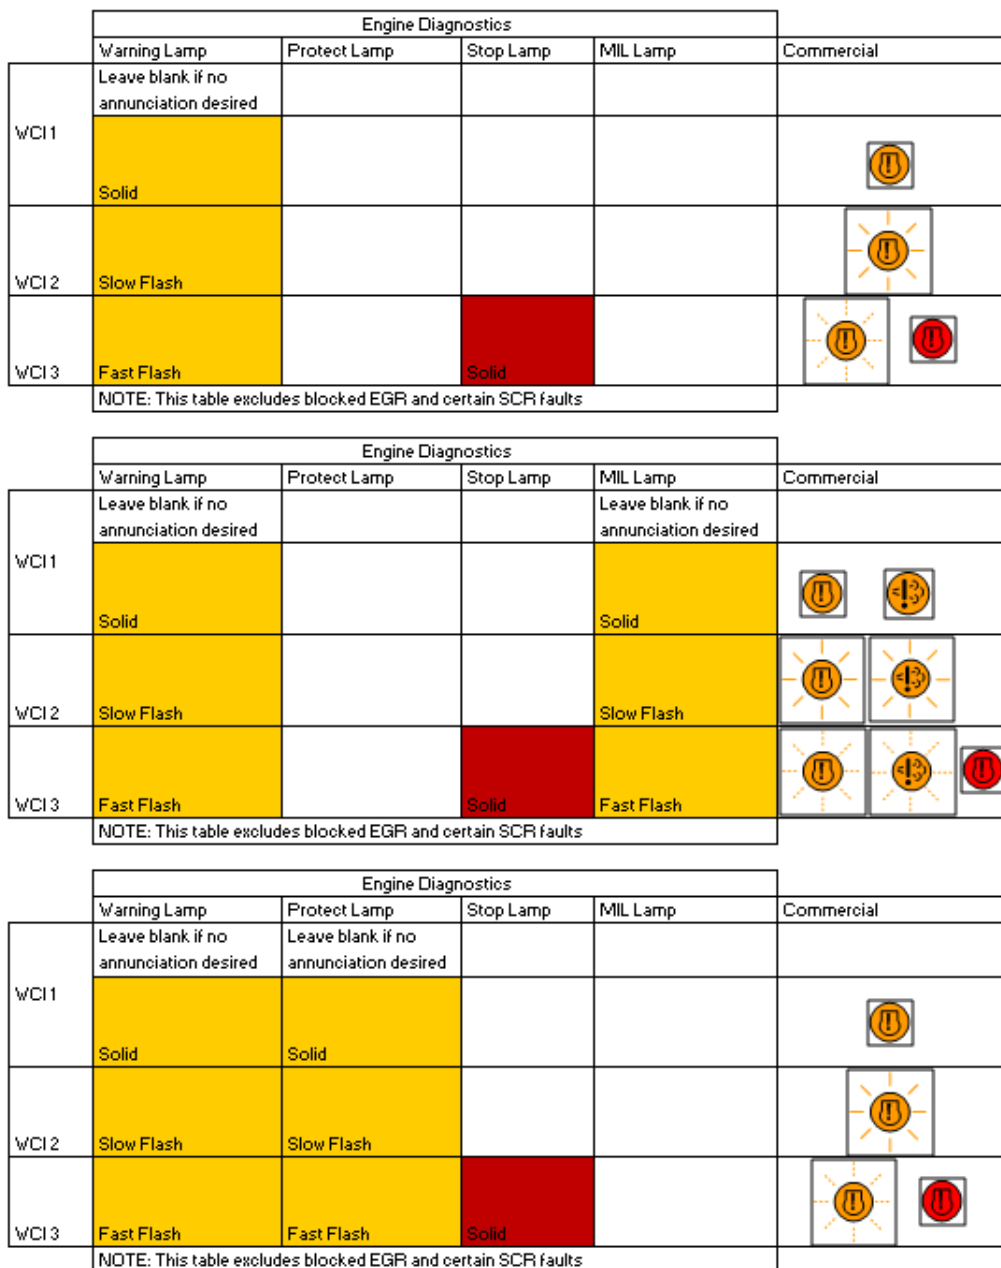 Engine Diagnostics
Warning Lamp Protect Lamp Stop Lamp MIL Lamp Commercial
Leave blank if no
annunciation desired
WCI 1
Solid
WCI 2 Slow Flash
WCI 3 Fast Flash Solid
NOTE: This table excludes blocked EGR and certain SCR faults
Engine Diagnostics
Warning Lamp Protect Lamp Stop Lamp MIL Lamp Commercial
Leave blank if no Leave blank if no
annunciation desired annunciation desired
WCI 1
Solid Solid
WCI 2 Slow Flash Slow Flash
WCI 3 Fast Flash Solid Fast Flash
NOTE: This table excludes blocked EGR and certain SCR faults
Engine Diagnostics
Warning Lamp Protect Lamp Stop Lamp MIL Lamp Commercial
Leave blank if no Leave blank if no
annunciation desired annunciation desired
WCI 1
Solid Solid
WCI 2 Slow Flash Slow Flash
WCI 3 Fast Flash Fast Flash Solid
NOTE: This table excludes blocked EGR and certain SCR faults